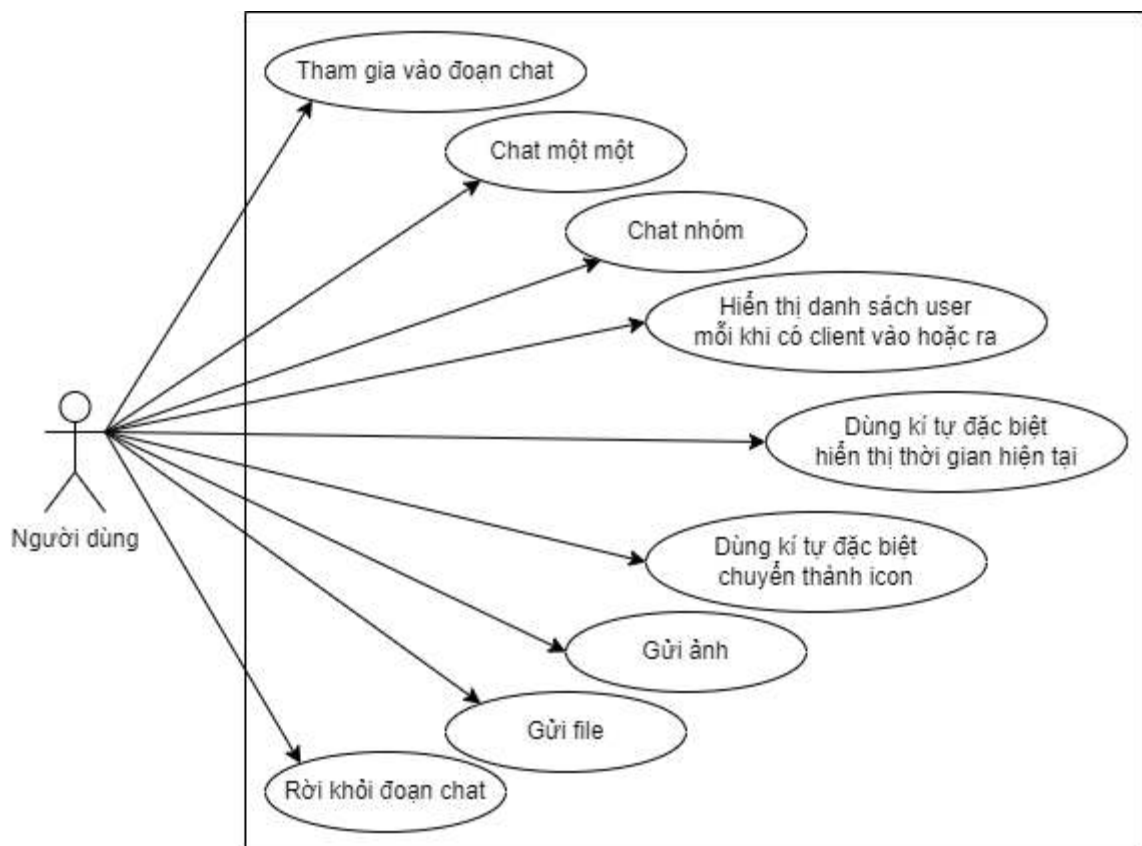 Tham gia vào đoạn chat
Chat một một
Chat nhóm
Hiển thị danh sách user
mỗi khi có client vào hoặc ra
Dùng kí tự đặc biệt
hiển thị thời gian hiện tại
Người dùng
Dùng kí tự đặc biệt
chuyển thành icon
Gửi ảnh
Gửi file
Rời khỏi đoạn chat